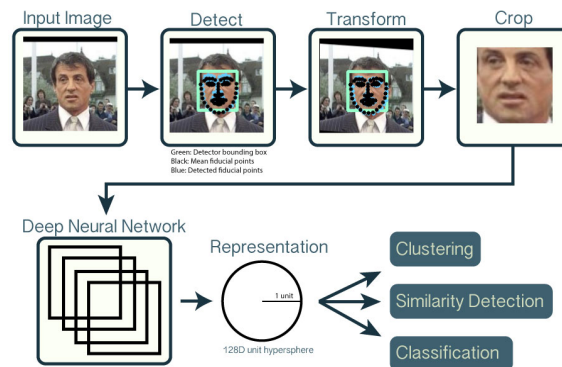 Input Image
Detect
Transform
Crop
Green: Detector bounding box
Black: Mean fiducial points
Blue: Detected fiducial points
Deep Neural Network
Representation
1 unit
128D unit hypersphere
Clustering
Similarity Detection
Classification